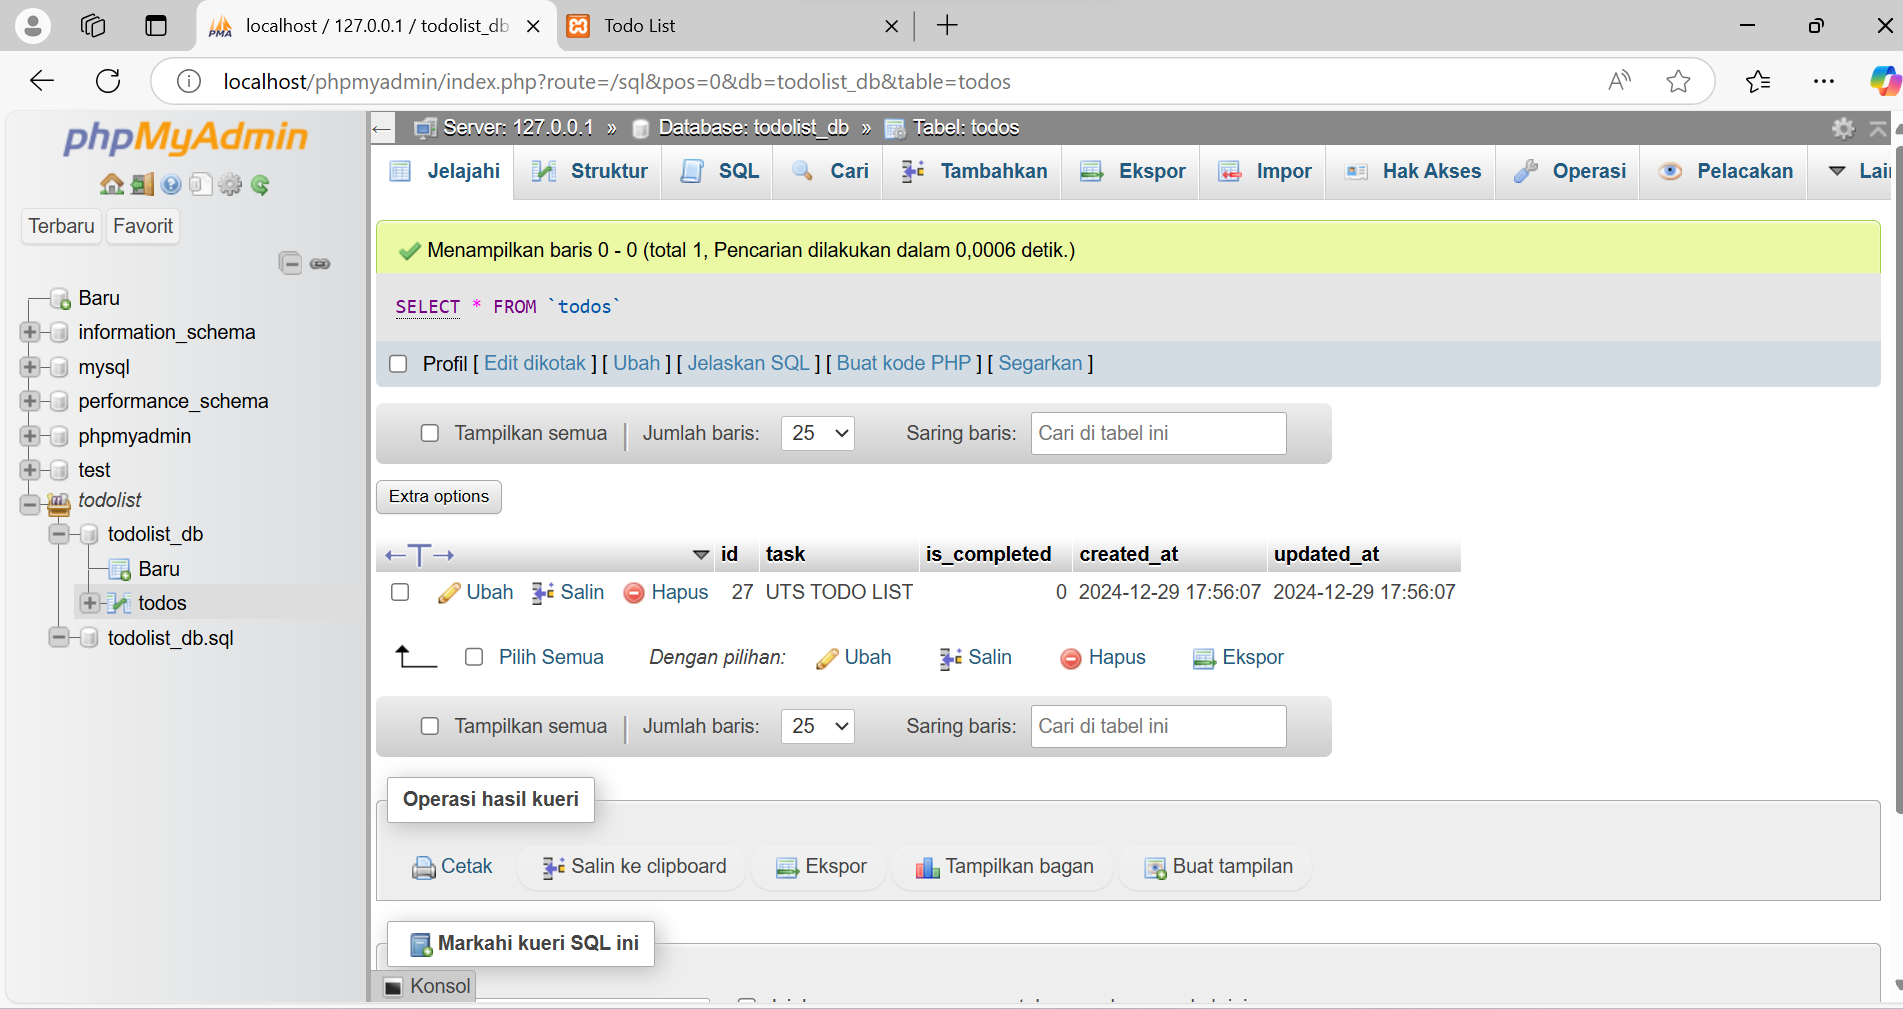 localhost / 127.0.0.1 / todolist_db
Todo List
localhost/phpmyadmin/index.php?route=/sql&pos=0&db=todolist_db&table=todos
phpMyAdmin
Terbaru Favorit
Baru
information_schema
mysql
performance_schema
phpmyadmin
test
todolist
todolist_db
Baru
todos
todolist_db.sql
Server: 127.0.0.1 » Database: todolist_db » Tabel: todos
Jelajahi Struktur SQL Cari Tambahkan Ekspor Impor Hak Akses Operasi Pelacakan
Menampilkan baris 0 - 0 (total 1, Pencarian dilakukan dalam 0,0006 detik.)
SELECT * FROM `todos`
Profil [ Edit dikotak ] [ Ubah ] [ Jelaskan SQL ] [ Buat kode PHP ] [ Segarkan ]
Tampilkan semua Jumlah baris: 25 Saring baris: Cari di tabel ini
Extra options
id task is_completed created_at updated_at
Ubah Salin Hapus 27 UTS TODO LIST 0 2024-12-29 17:56:07 2024-12-29 17:56:07
Pilih Semua Dengan pilihan: Ubah Salin Hapus Ekspor
Tampilkan semua Jumlah baris: 25 Saring baris: Cari di tabel ini
Operasi hasil kueri
Cetak Salin ke clipboard Ekspor Tampilkan bagan Buat tampilan
Markahi kueri SQL ini
Konsol